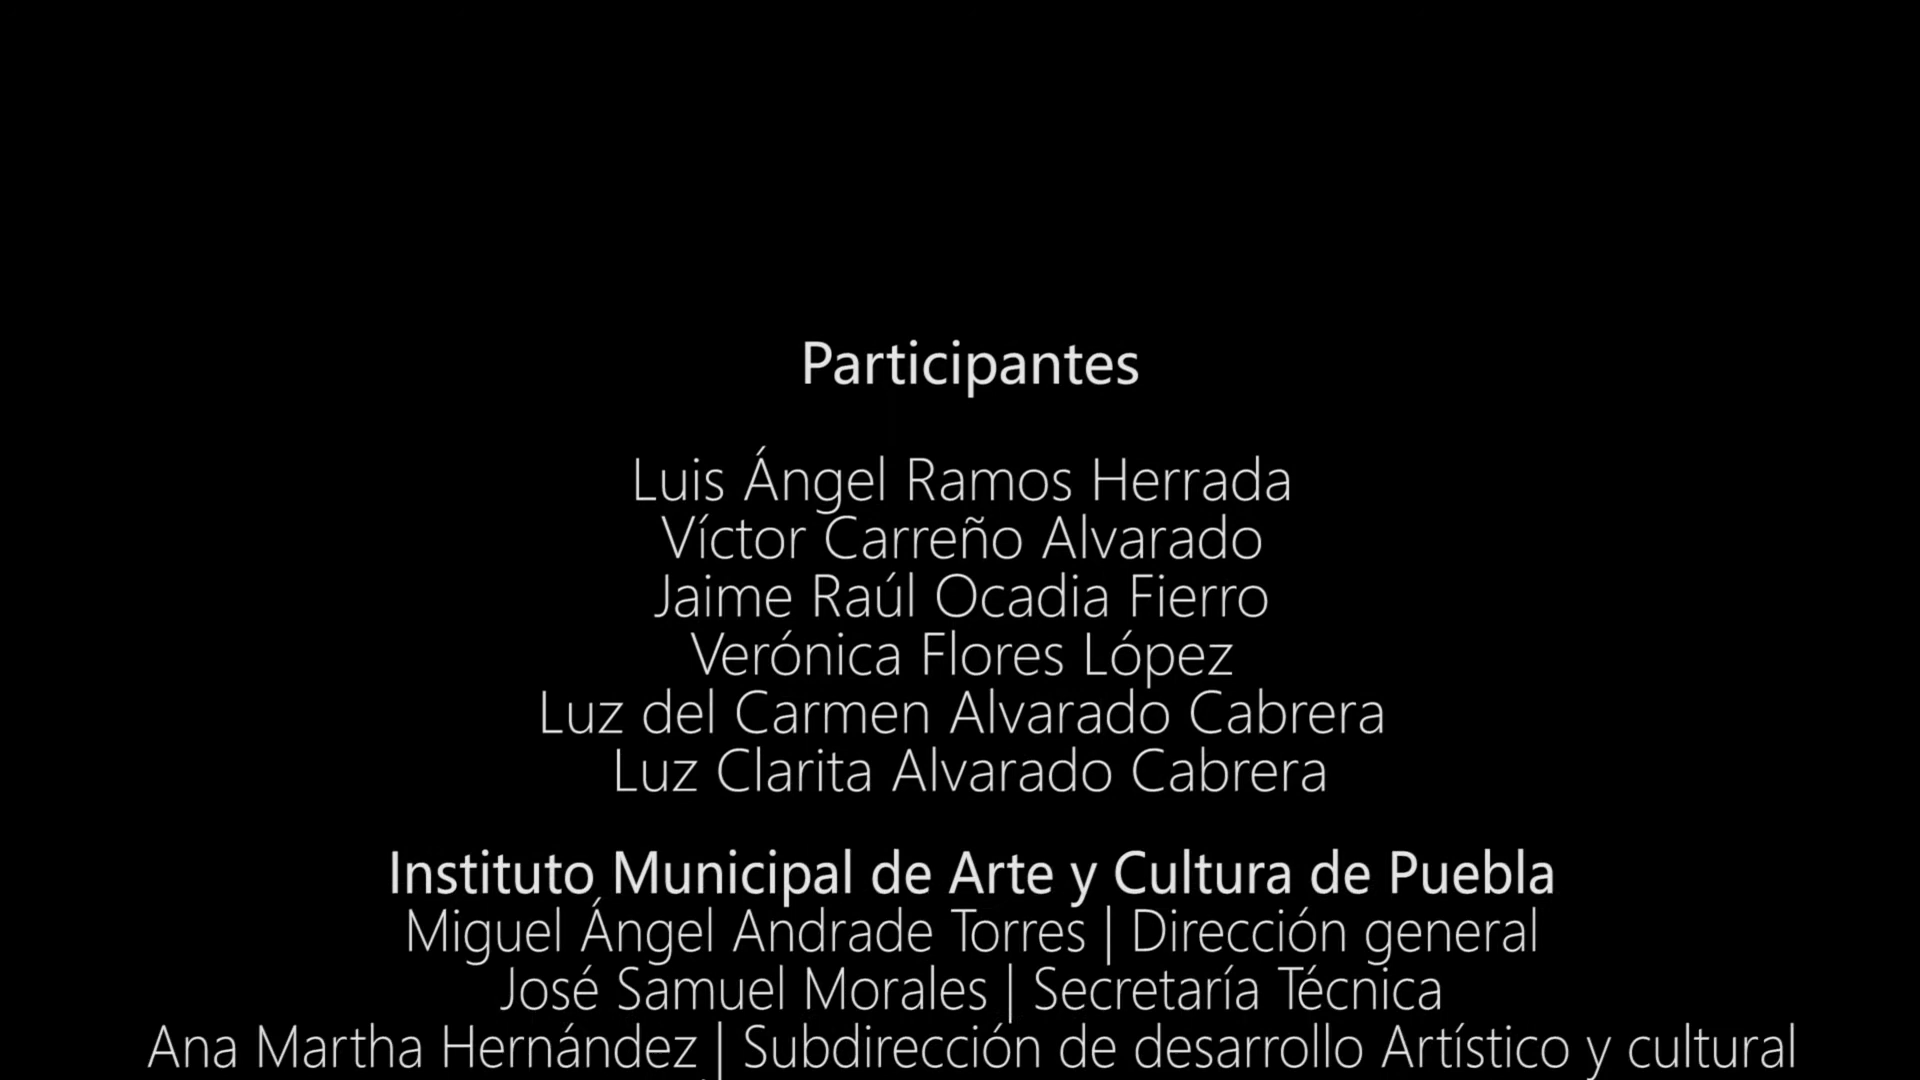 Participantes
Luis Ángel Ramos Herrada
Víctor Carreño Alvarado
Jaime Raúl Ocadia Fierro
Verónica Flores López
Luz del Carmen Alvarado Cabrera
Luz Clarita Alvarado Cabrera
Instituto Municipal de Arte y Cultura de Puebla
Miguel Ángel Andrade Torres | Dirección general
José Samuel Morales | Secretaría Técnica
Ana Martha Hernández | Subdirección de desarrollo Artístico y cultural